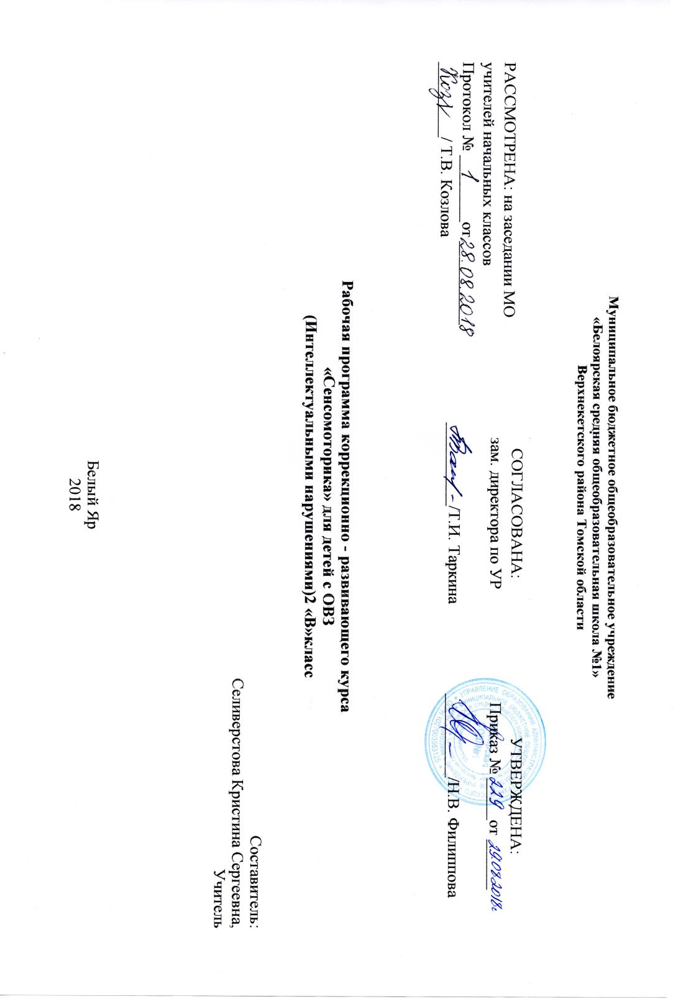 Муниципальное бюджетное общеобразовательное учреждение
«Белоярская средняя общеобразовательная школа №1»
Верхнекетского района Томской области
РАССМОТРЕНА: на заседании МО
учителей начальных классов
Протокол № 1 от 28.08.2018
/ Т.В. Козлова
СОГЛАСОВАНА:
зам. директора по УР
/Т.И. Таркина
УТВЕРЖДЕНА:
Приказ № 229 от 29.08.2018г
/Н.В. Филиппова
Рабочая программа коррекционно - развивающего курса
«Сенсомоторика» для детей с ОВЗ
(Интеллектуальными нарушениями)2 «В»класс
Составитель:
Селиверстова Кристина Сергеевна,
Учитель
Белый Яр
2018